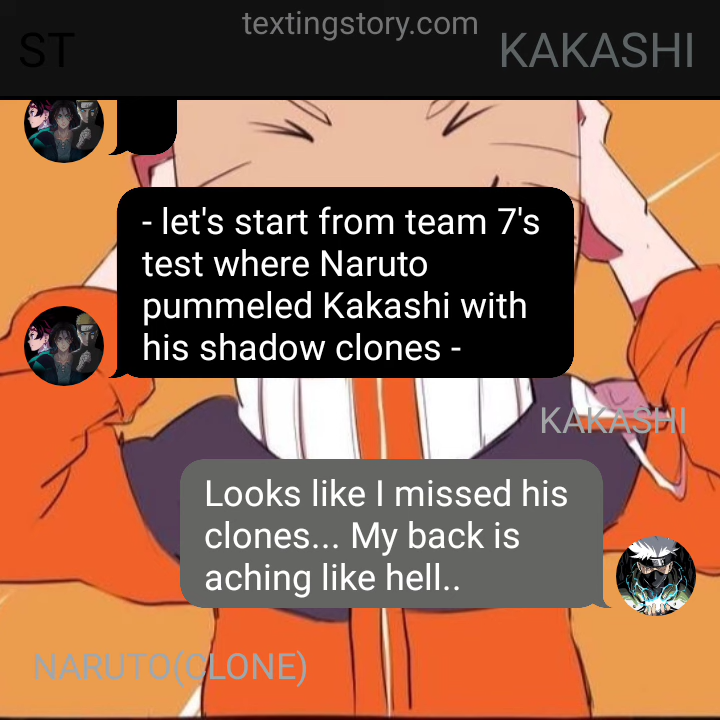 textingstory.com
ST
KAKASHI
- let's start from team 7's
test where Naruto
pummeled Kakashi with
his shadow clones -
KAKASHI
Looks like I missed his
clones... My back is
aching like hell..
NARUTO(CLONE)